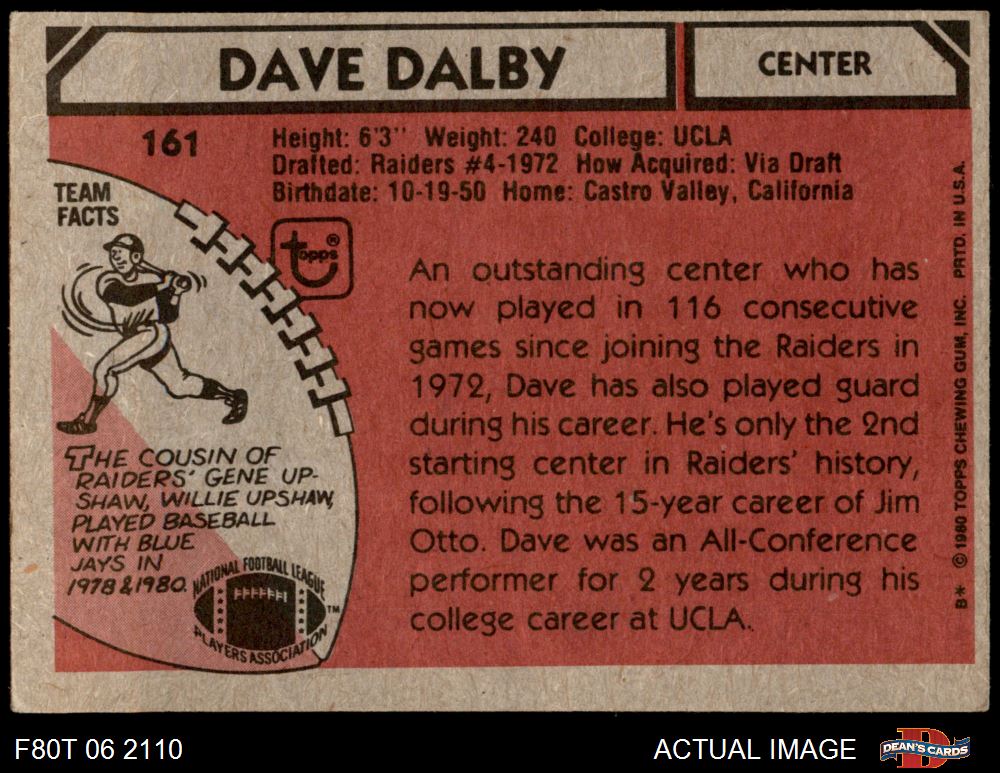 DAVE DALBY
CENTER
161
Height: 6'3" Weight: 240 College: UCLA
Drafted: Raiders #4-1972 How Acquired: Via Draft
Birthdate: 10-19-50 Home: Castro Valley, California
TEAM
FACTS
topps®
An outstanding center who has
now played in 116 consecutive
games since joining the Raiders in
1972, Dave has also played guard
during his career. He's only the 2nd
starting center in Raiders' history,
following the 15-year career of Jim
Otto. Dave was an All-Conference
performer for 2 years during his
college career at UCLA.
THE COUSIN OF
RAIDERS' GENE UP-
SHAW, WILLIE UPSHAW,
PLAYED BASEBALL
WITH BLUE
JAYS IN
1978 & 1980.
NATIONAL FOOTBALL LEAGUE
PLAYERS ASSOCIATION
TM
B* © 1980 TOPPS CHEWING GUM, INC. PRTD. IN U.S.A.
F80T 06 2110
ACTUAL IMAGE
DEAN'S CARDS